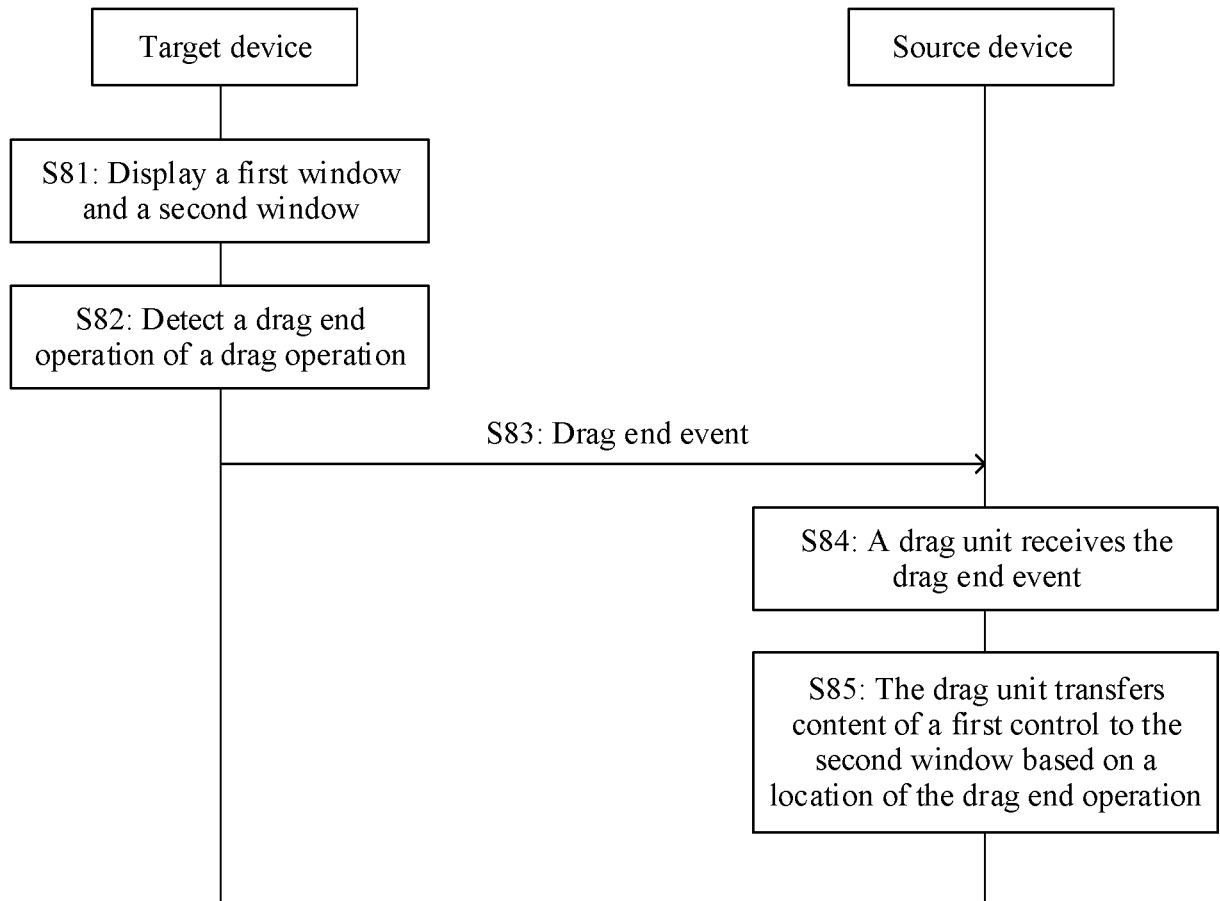 Target device
Source device
S81: Display a first window
and a second window
S82: Detect a drag end
operation of a drag operation
S83: Drag end event
S84: A drag unit receives the
drag end event
S85: The drag unit transfers
content of a first control to the
second window based on a
location of the drag end operation